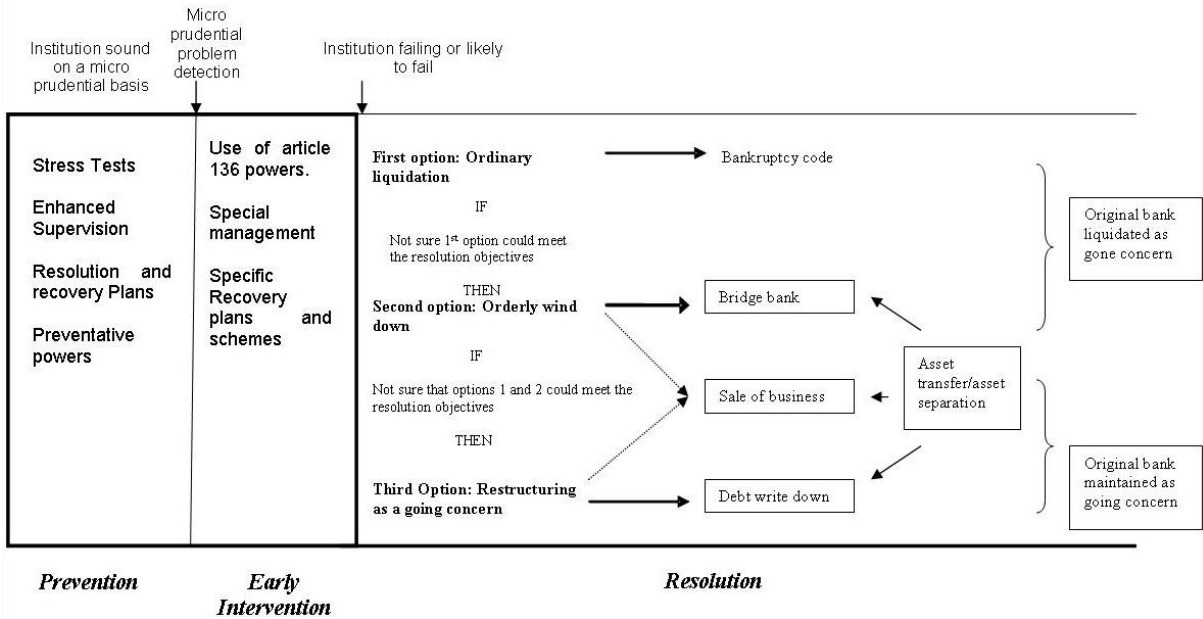 Institution sound
on a micro
prudential basis
Micro
prudential
problem
detection
Institution failing or likely
to fail
Stress Tests
Enhanced
Supervision
Resolution and
recovery Plans
Preventative
powers
Use of article
136 powers.
Special
management
Specific
Recovery
plans and
schemes
First option: Ordinary
liquidation
Bankruptcy code
IF
Not sure 1st option could meet
the resolution objectives
THEN
Second option: Orderly wind
down
Bridge bank
IF
Not sure that options 1 and 2 could meet the
resolution objectives
Sale of business
THEN
Third Option: Restructuring
as a going concern
Debt write down
Asset
transfer/asset
separation
Original bank
liquidated as
gone concern
Original bank
maintained as
going concern
Prevention
Early
Intervention
Resolution